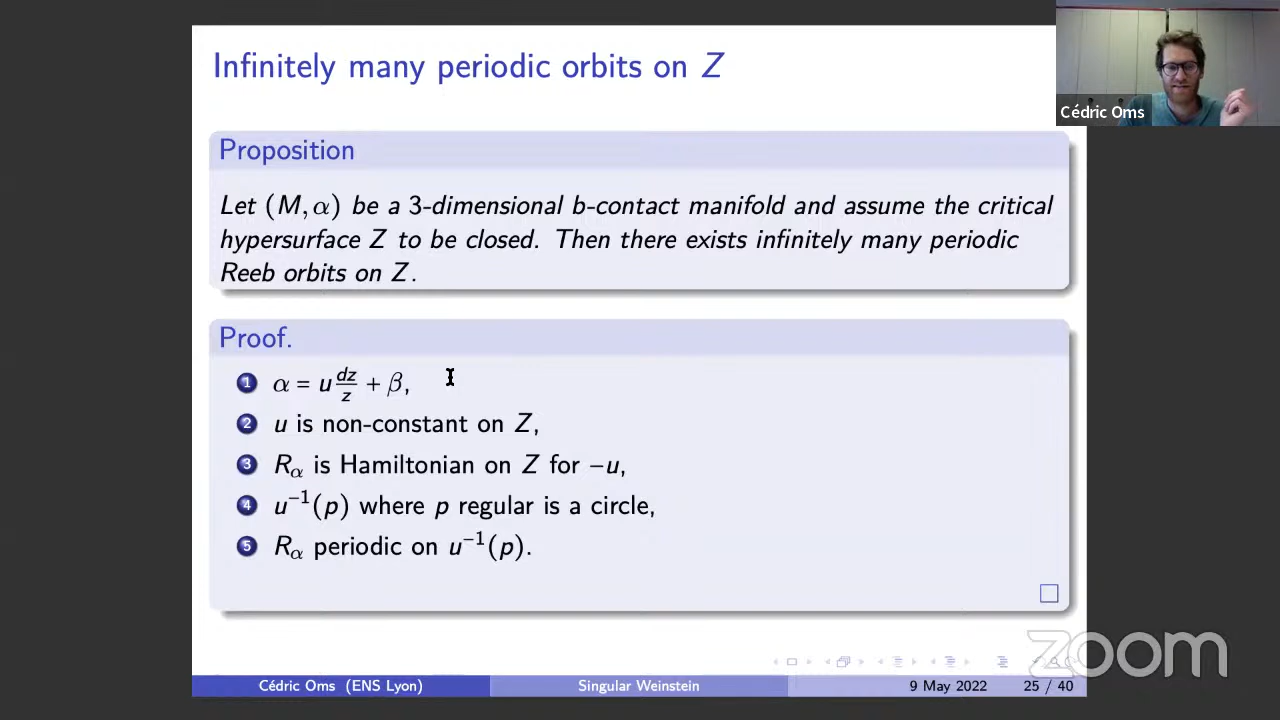 Infinitely many periodic orbits on Z
Cédric Oms
Proposition
Let (M, α) be a 3-dimensional b-contact manifold and assume the critical
hypersurface Z to be closed. Then there exists infinitely many periodic
Reeb orbits on Z.
Proof.
1 α = u dz/z + β,
2 u is non-constant on Z,
3 Rα is Hamiltonian on Z for −u,
4 u⁻¹(p) where p regular is a circle,
5 Rα periodic on u⁻¹(p).
zoom
Cédric Oms (ENS Lyon) Singular Weinstein 9 May 2022 25 / 40